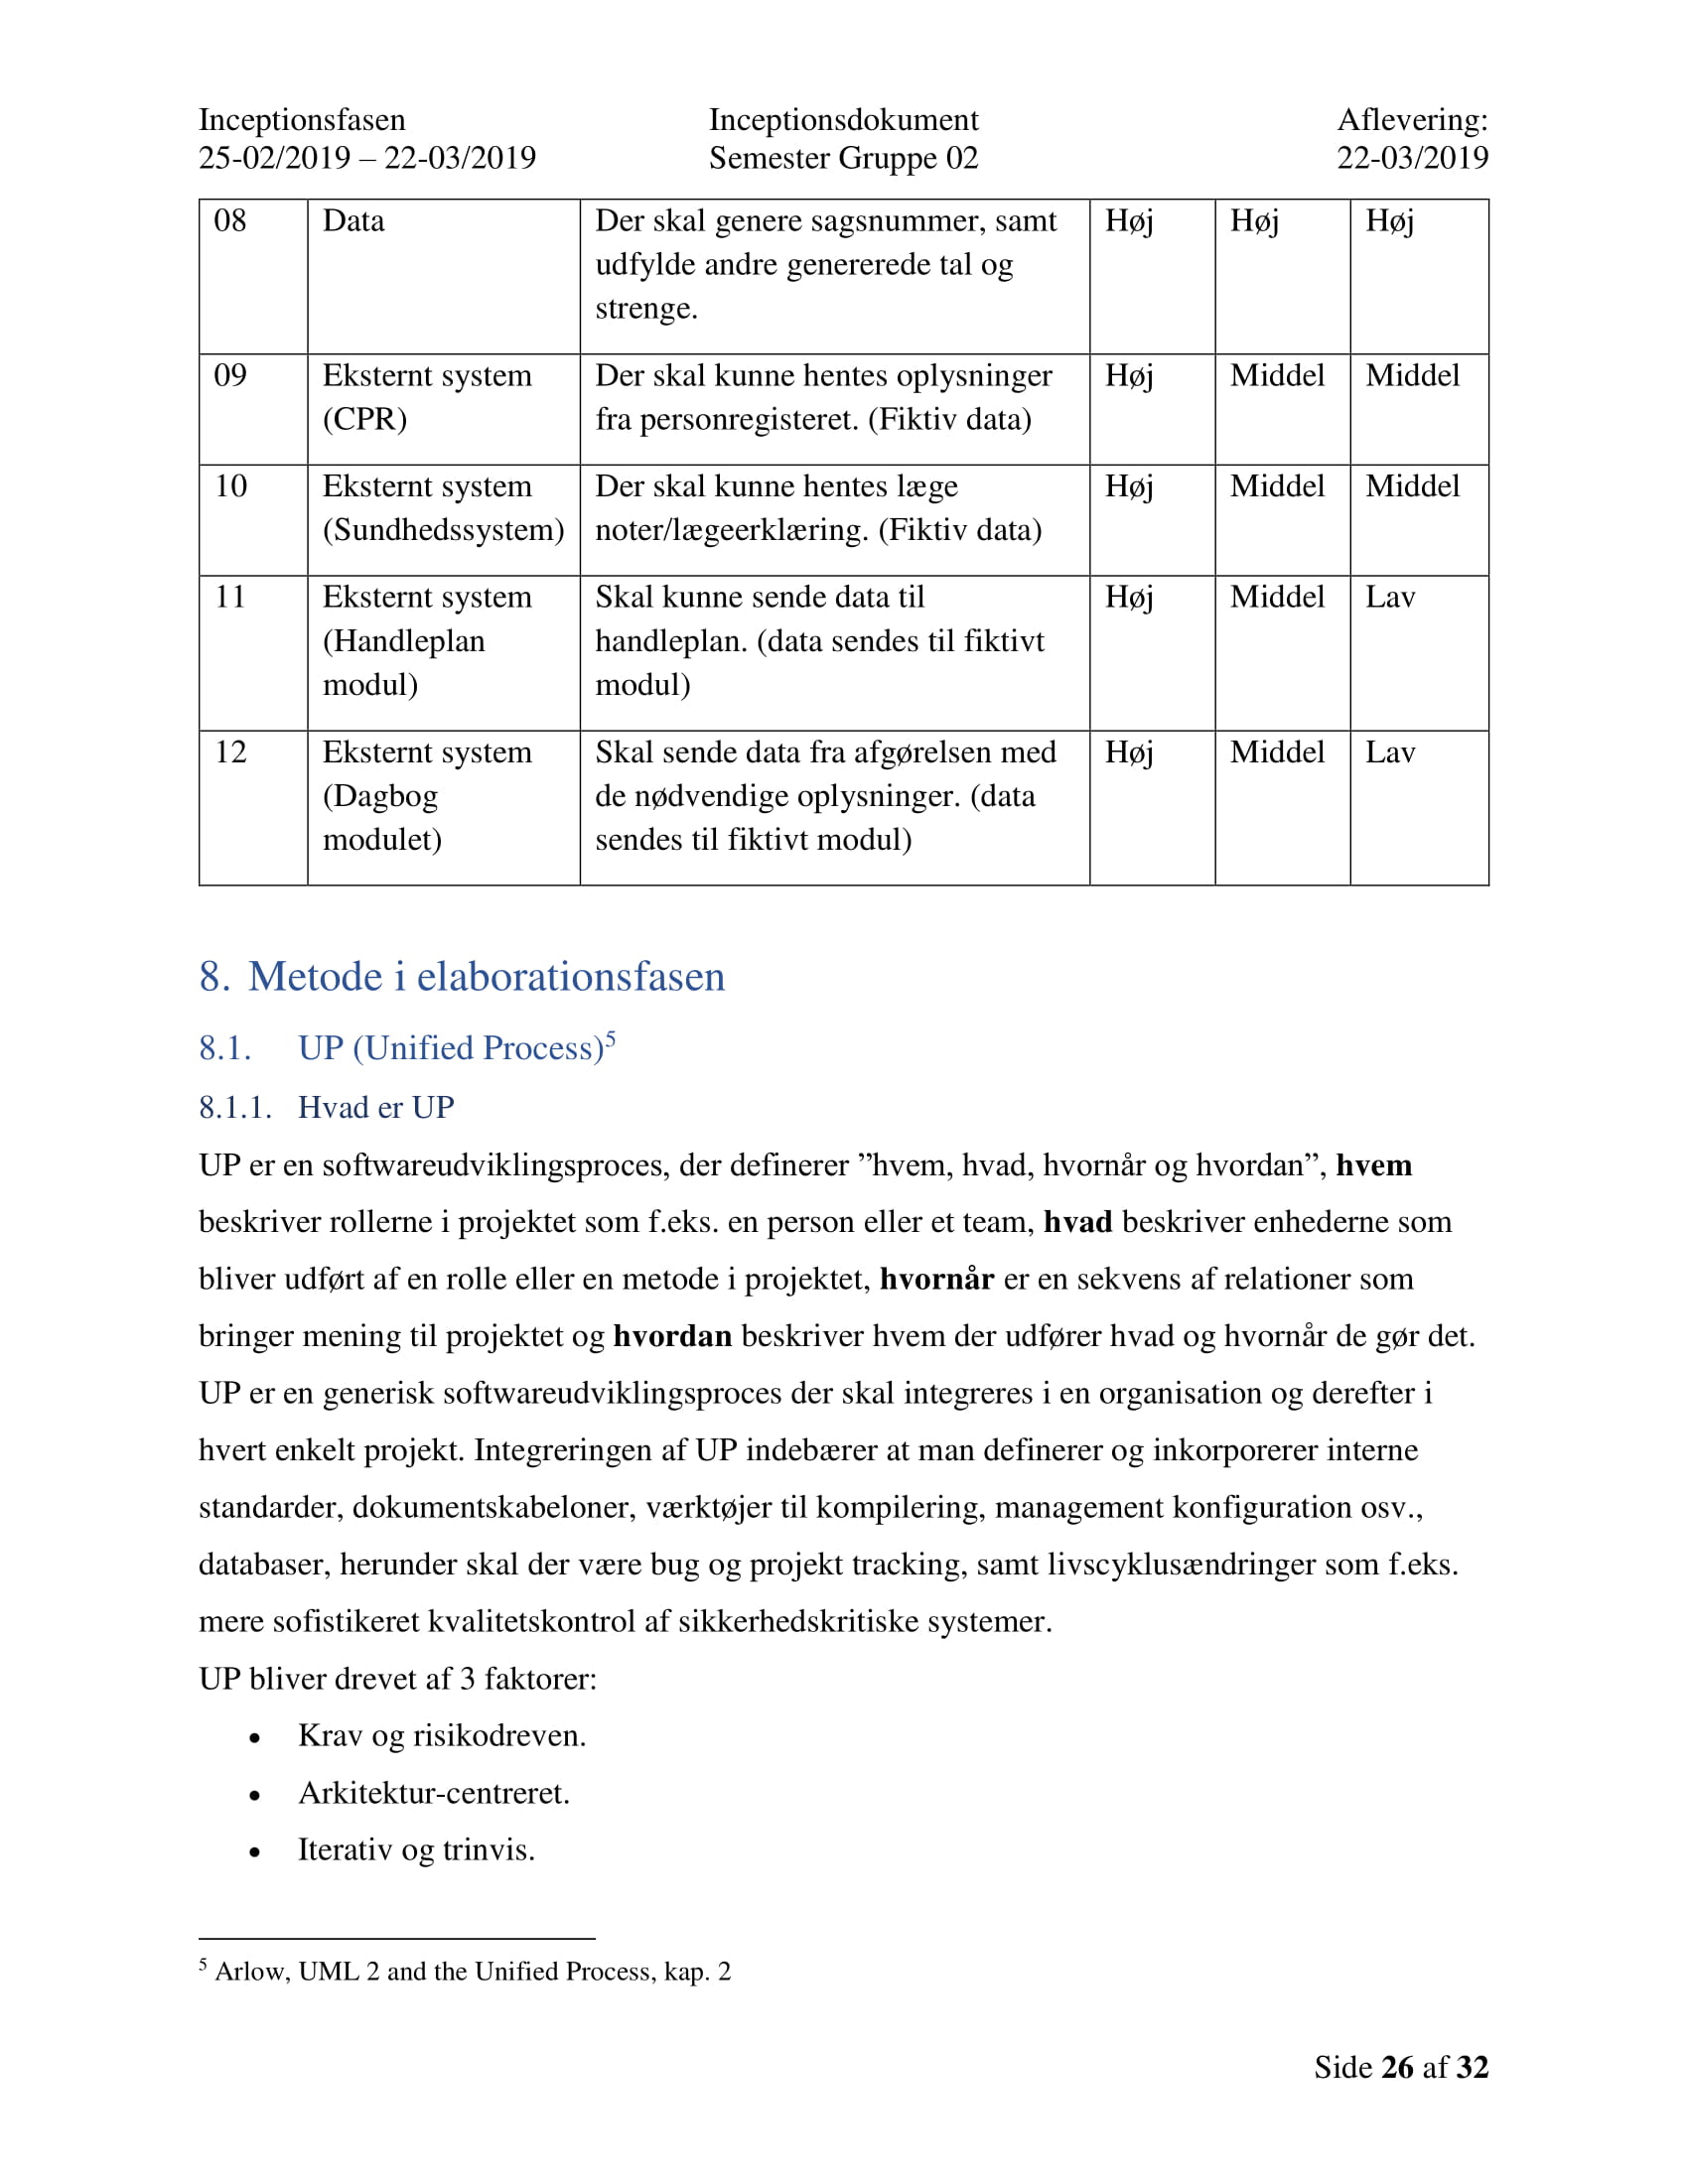 Inceptionsfasen Inceptionsdokument Aflevering:
25-02/2019 – 22-03/2019 Semester Gruppe 02 22-03/2019
08 Data Der skal genere sagsnummer, samt Høj Høj Høj
udfylde andre genererede tal og
strenge.
09 Eksternt system Der skal kunne hentes oplysninger Høj Middel Middel
(CPR) fra personregisteret. (Fiktiv data)
10 Eksternt system Der skal kunne hentes læge Høj Middel Middel
(Sundhedssystem) noter/lægeerklæring. (Fiktiv data)
11 Eksternt system Skal kunne sende data til Høj Middel Lav
(Handleplan handleplan. (data sendes til fiktivt
modul) modul)
12 Eksternt system Skal sende data fra afgørelsen med Høj Middel Lav
(Dagbog de nødvendige oplysninger. (data
modulet) sendes til fiktivt modul)
8. Metode i elaborationsfasen
8.1. UP (Unified Process)5
8.1.1. Hvad er UP
UP er en softwareudviklingsproces, der definerer ”hvem, hvad, hvornår og hvordan”, hvem
beskriver rollerne i projektet som f.eks. en person eller et team, hvad beskriver enhederne som
bliver udført af en rolle eller en metode i projektet, hvornår er en sekvens af relationer som
bringer mening til projektet og hvordan beskriver hvem der udfører hvad og hvornår de gør det.
UP er en generisk softwareudviklingsproces der skal integreres i en organisation og derefter i
hvert enkelt projekt. Integreringen af UP indebærer at man definerer og inkorporerer interne
standarder, dokumentskabeloner, værktøjer til kompilering, management konfiguration osv.,
databaser, herunder skal der være bug og projekt tracking, samt livscyklusændringer som f.eks.
mere sofistikeret kvalitetskontrol af sikkerhedskritiske systemer.
UP bliver drevet af 3 faktorer:
• Krav og risikodreven.
• Arkitektur-centreret.
• Iterativ og trinvis.
5 Arlow, UML 2 and the Unified Process, kap. 2
Side 26 af 32